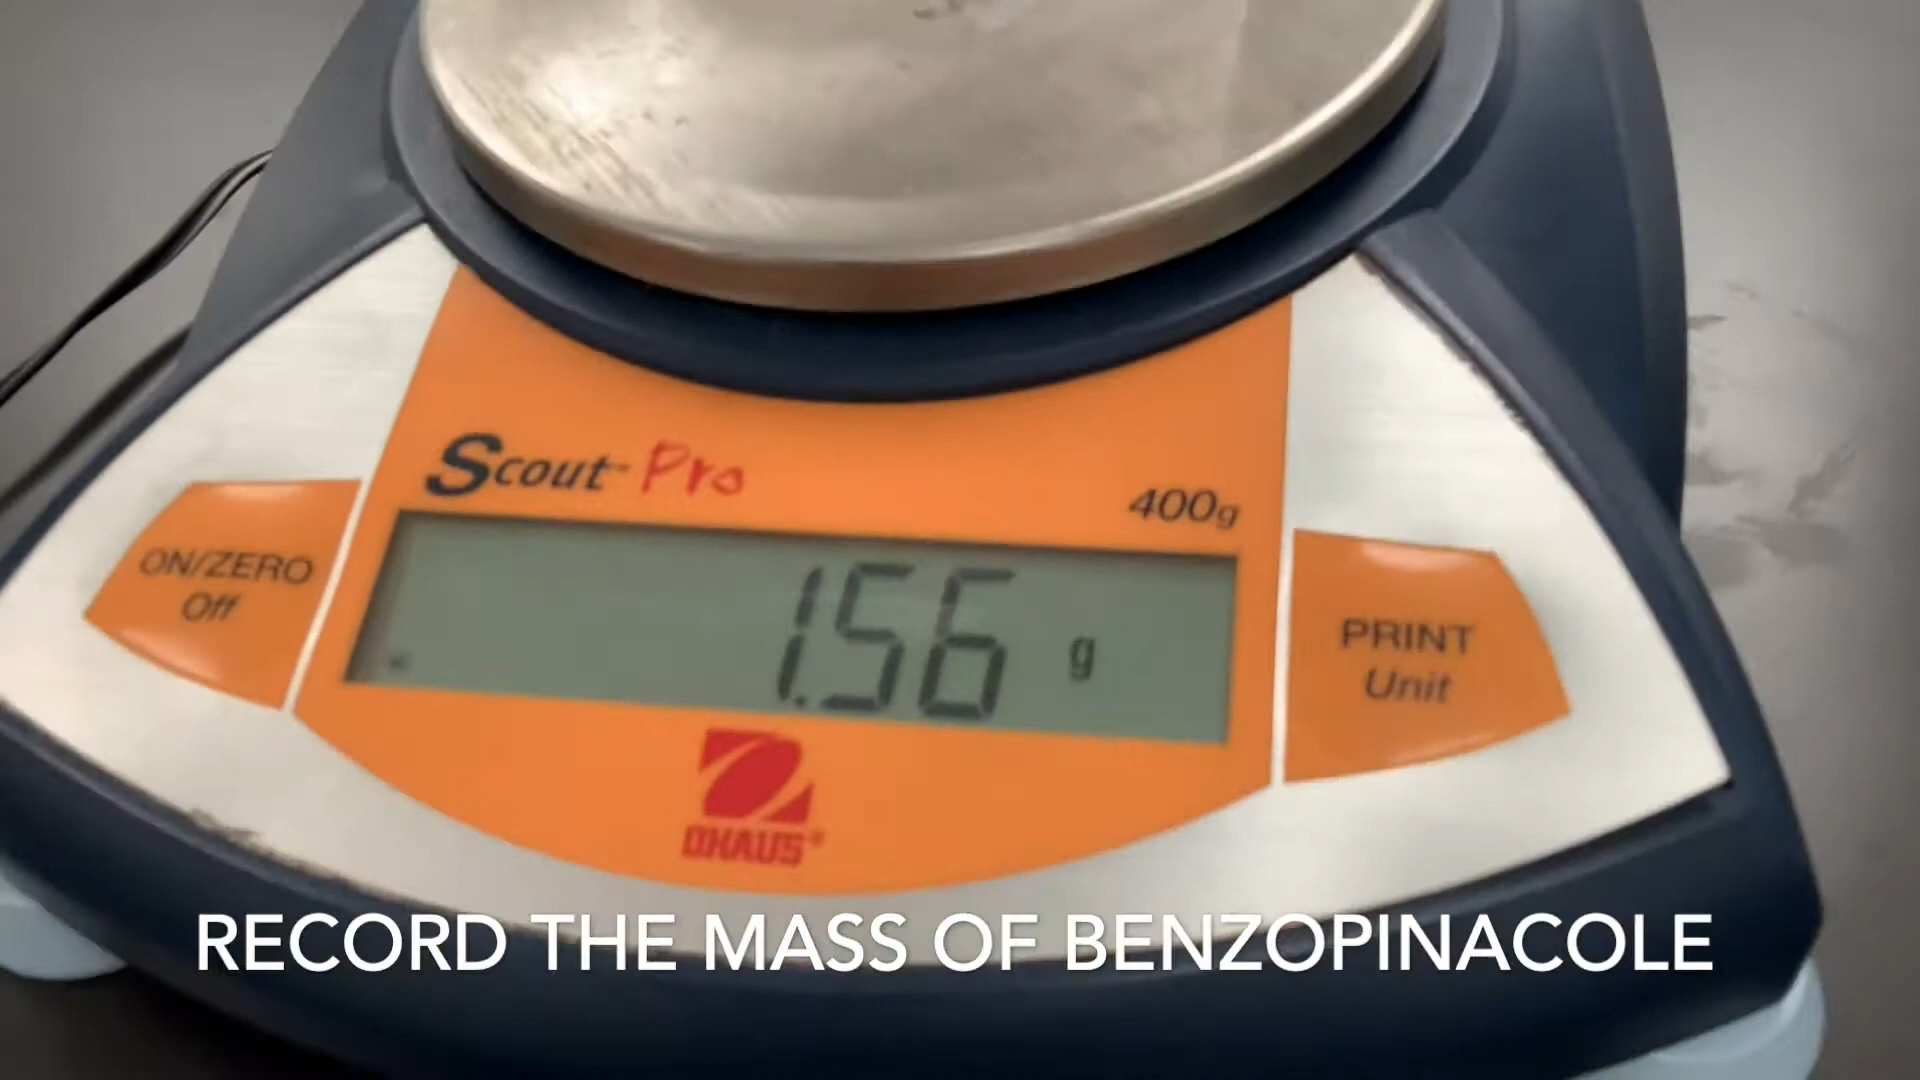 Scout Pro
400g
ON/ZERO
Off
1.56 g
PRINT
Unit
OHAUS®
RECORD THE MASS OF BENZOPINACOLE